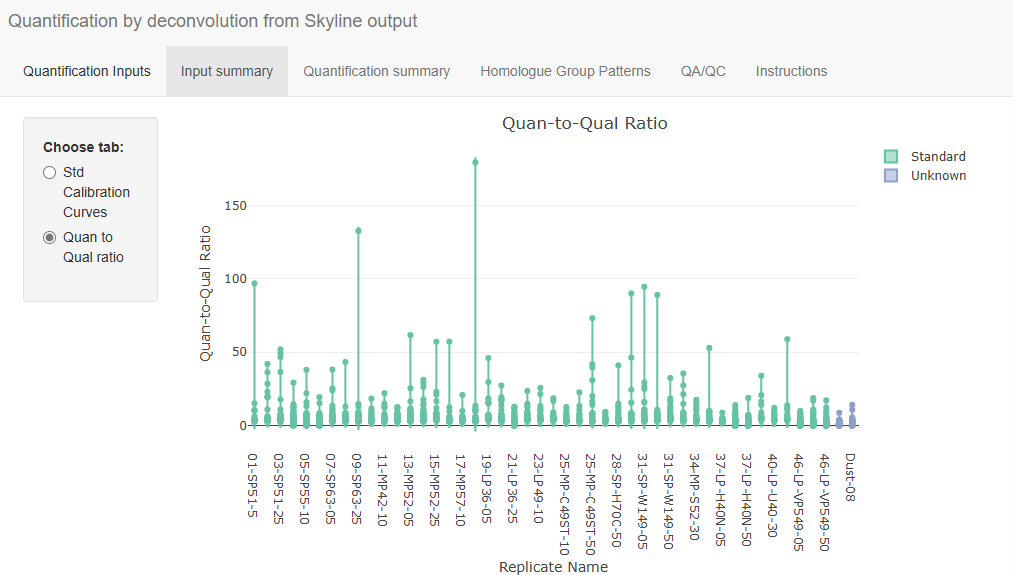 Quantification by deconvolution from Skyline output
Quantification Inputs
Input summary
Quantification summary
Homologue Group Patterns
QA/QC
Instructions
Choose tab:
Std
Calibration
Curves
Quan to
Qual ratio
Quan-to-Qual Ratio
Standard
Unknown
Quan-to-Qual Ratio
150
100
50
0
01-SP51-5
03-SP51-25
05-SP55-10
07-SP63-05
09-SP63-25
11-MP42-10
13-MP52-05
15-MP52-25
17-MP57-10
19-LP36-05
21-LP36-25
23-LP49-10
25-MP-C49ST-10
25-MP-C49ST-50
28-SP-H70C-50
31-SP-W149-05
31-SP-W149-50
34-MP-S52-30
37-LP-H40N-05
37-LP-H40N-50
40-LP-U40-30
46-LP-VP549-05
46-LP-VP549-50
Dust-08
Replicate Name